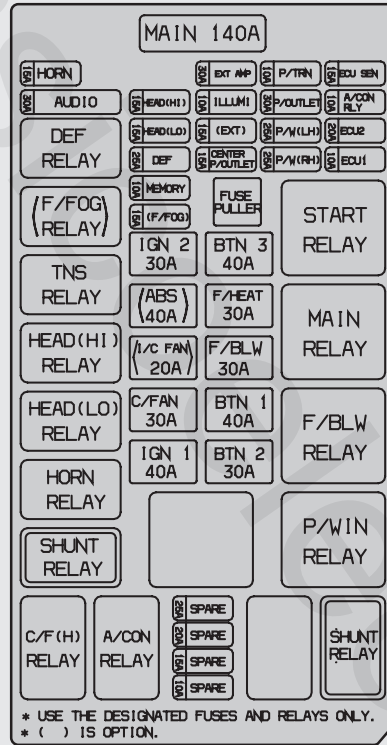 MAIN 140A
15A HORN
30A EXT AMP
10A P/TRN
15A ECU SEN
30A AUDIO
15A HEAD(HI)
10A ILLUMI
30A P/OUTLET
10A A/CON RLY
DEF RELAY
15A HEAD(LO)
15A (EXT)
25A P/W(LH)
20A ECU2
25A DEF
15A CENTER P/OUTLET
25A P/W(RH)
10A ECU1
10A MEMORY
15A (F/FOG)
FUSE PULLER
START RELAY
(F/FOG) RELAY
IGN 2 30A
BTN 3 40A
TNS RELAY
(ABS 40A)
F/HEAT 30A
MAIN RELAY
HEAD(HI) RELAY
(I/C FAN 20A)
F/BLW 30A
HEAD(LO) RELAY
C/FAN 30A
BTN 1 40A
F/BLW RELAY
HORN RELAY
IGN 1 40A
BTN 2 30A
SHUNT RELAY
P/WIN RELAY
C/F(H) RELAY
A/CON RELAY
25A SPARE
20A SPARE
15A SPARE
10A SPARE
SHUNT RELAY
* USE THE DESIGNATED FUSES AND RELAYS ONLY.
* ( ) IS OPTION.